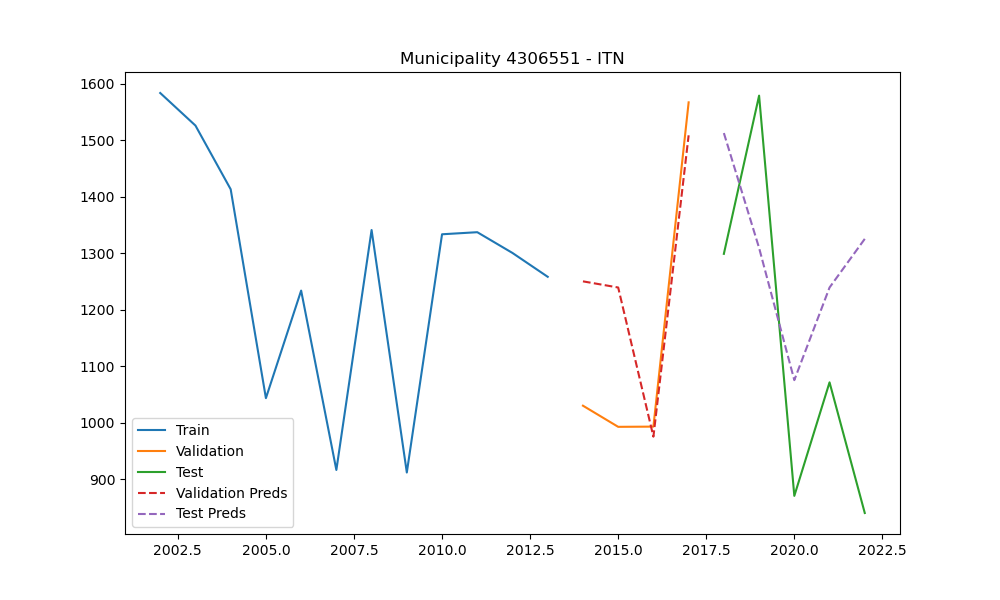 Municipality 4306551 - ITN
1600
1500
1400
1300
1200
1100
1000
900
Train
Validation
Test
Validation Preds
Test Preds
2002.5 2005.0 2007.5 2010.0 2012.5 2015.0 2017.5 2020.0 2022.5